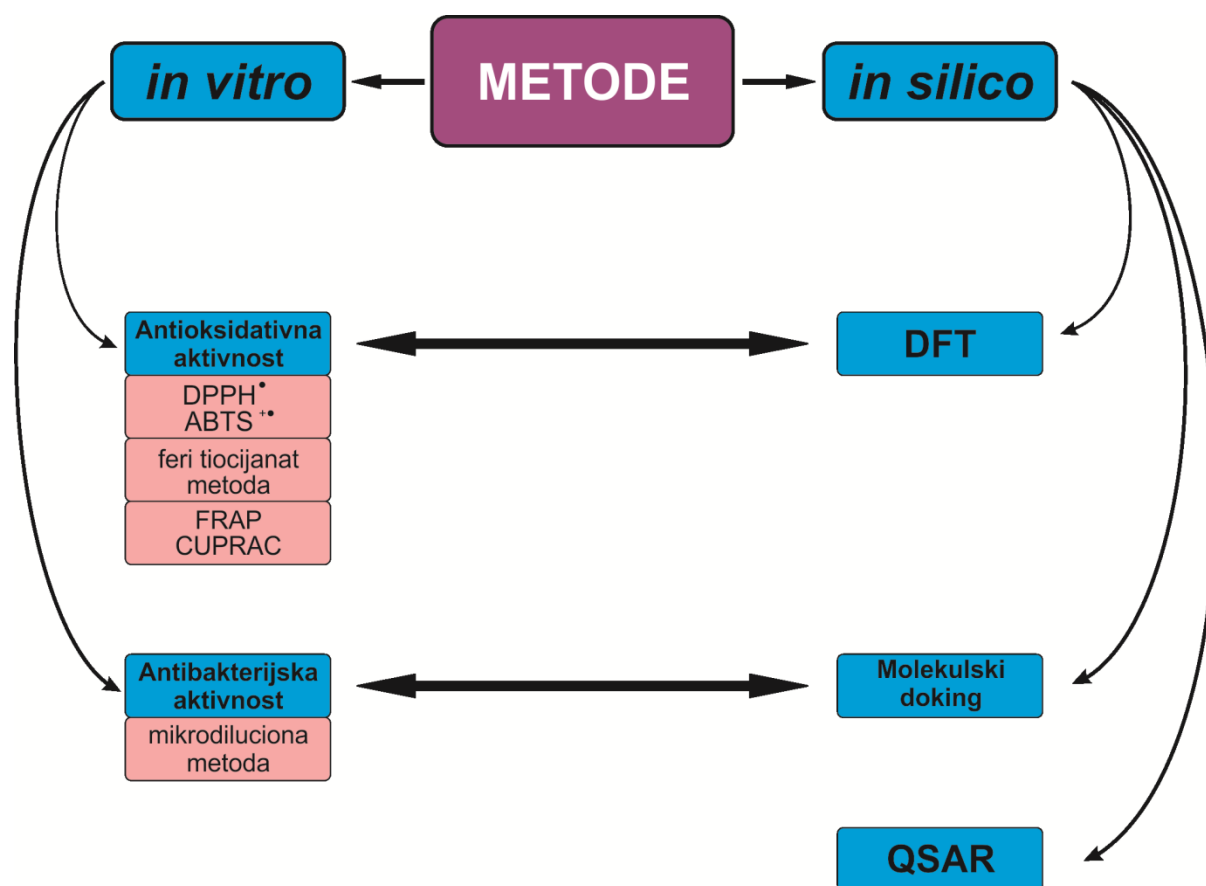 in vitro
METODE
in silico
Antioksidativna
aktivnost
DPPH•
ABTS+•
feri tiocijanat
metoda
FRAP
CUPRAC
DFT
Antibakterijska
aktivnost
mikrodiluciona
metoda
Molekulski
doking
QSAR